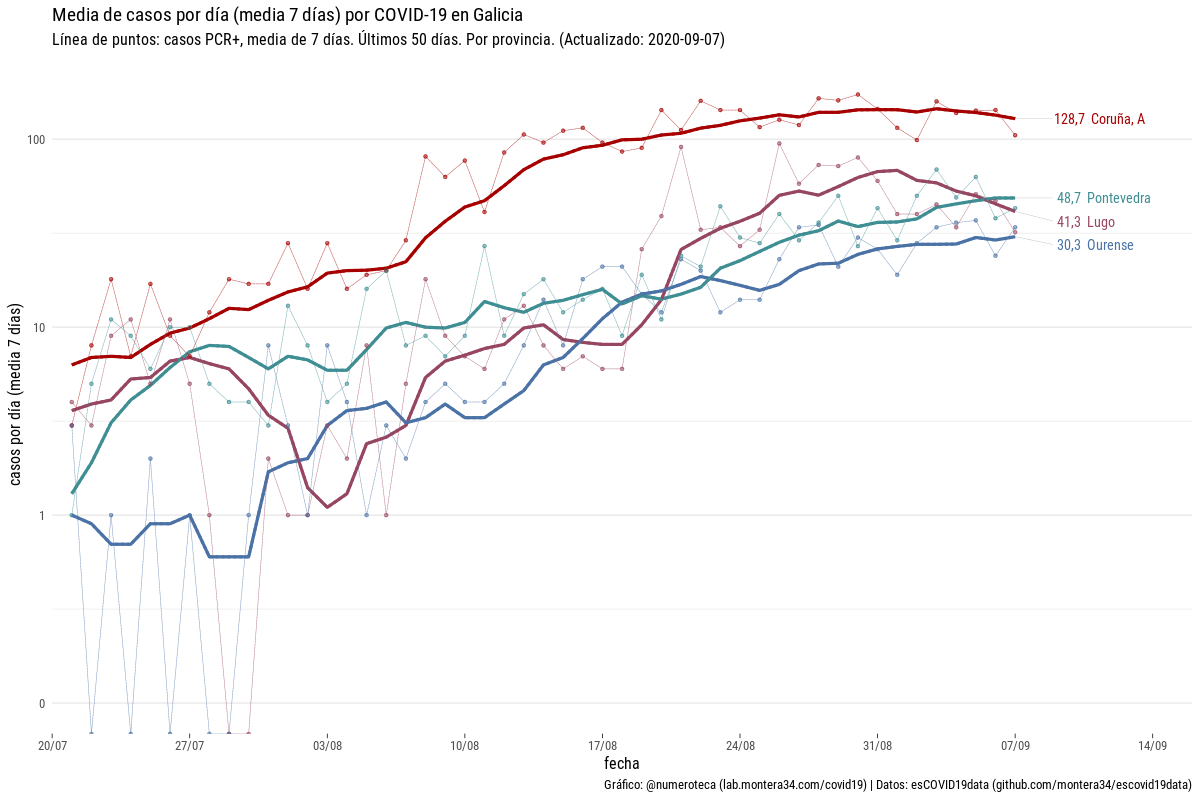 Media de casos por día (media 7 días) por COVID-19 en Galicia
Línea de puntos: casos PCR+, media de 7 días. Últimos 50 días. Por provincia. (Actualizado: 2020-09-07)
casos por día (media 7 días)
100
10
1
0
128,7 Coruña, A
48,7 Pontevedra
41,3 Lugo
30,3 Ourense
20/07 27/07 03/08 10/08 17/08 24/08 31/08 07/09 14/09
fecha
Gráfico: @numeroteca (lab.montera34.com/covid19) | Datos: esCOVID19data (github.com/montera34/escovid19data)